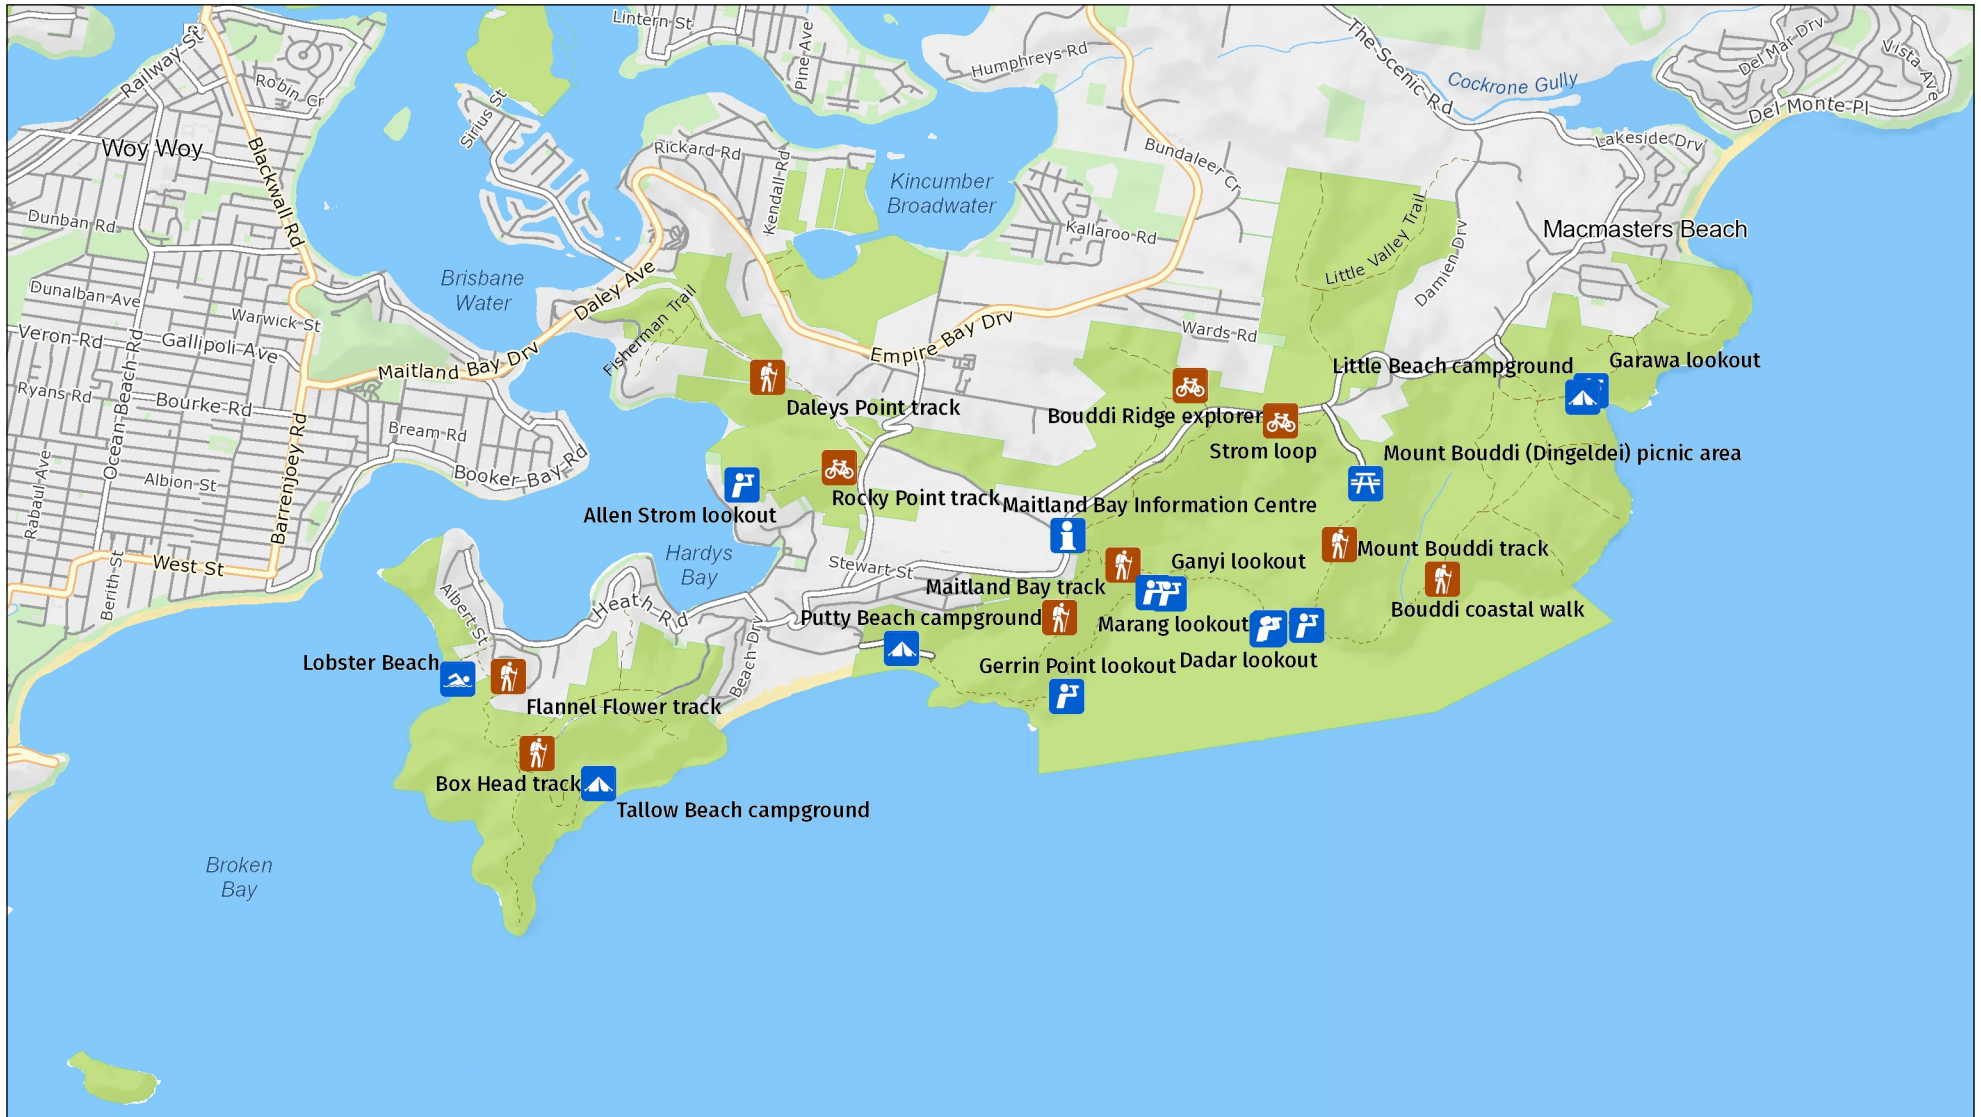 Lintern St
Pine Ave
Humphreys Rd
The Scenic Rd
Del Mar Drv
Vista Ave
Railway St
Robin Cr
Cockrone Gully
Del Monte Pl
Sirius St
Woy Woy
Blackwall Rd
Rickard Rd
Kendall Rd
Bundaleer Cr
Lakeside Drv
Kincumber
Broadwater
Dunban Rd
Kallaroo Rd
Little Valley Trail
Damien Drv
Macmasters Beach
Brisbane
Water
Daley Ave
Dunalban Ave
Warwick St
Veron Rd
Gallipoli Ave
Fisherman Trail
Empire Bay Drv
Wards Rd
Maitland Bay Drv
Little Beach campground
Garawa lookout
Ryans Rd
Bourke Rd
Ocean Beach Rd
Daleys Point track
Bouddi Ridge explorer
Strom loop
Bream Rd
Barrenjoey Rd
Booker Bay Rd
Mount Bouddi (Dingeldei) picnic area
Albion St
Rabaul Ave
Rocky Point track
Maitland Bay Information Centre
Allen Strom lookout
Hardys
Bay
West St
Berith St
Stewart St
Ganyi lookout
Mount Bouddi track
Maitland Bay track
Albert St
Heath Rd
Putty Beach campground
Marang lookout
Bouddi coastal walk
Beach Drv
Lobster Beach
Gerrin Point lookout
Dadar lookout
Flannel Flower track
Box Head track
Tallow Beach campground
Broken
Bay